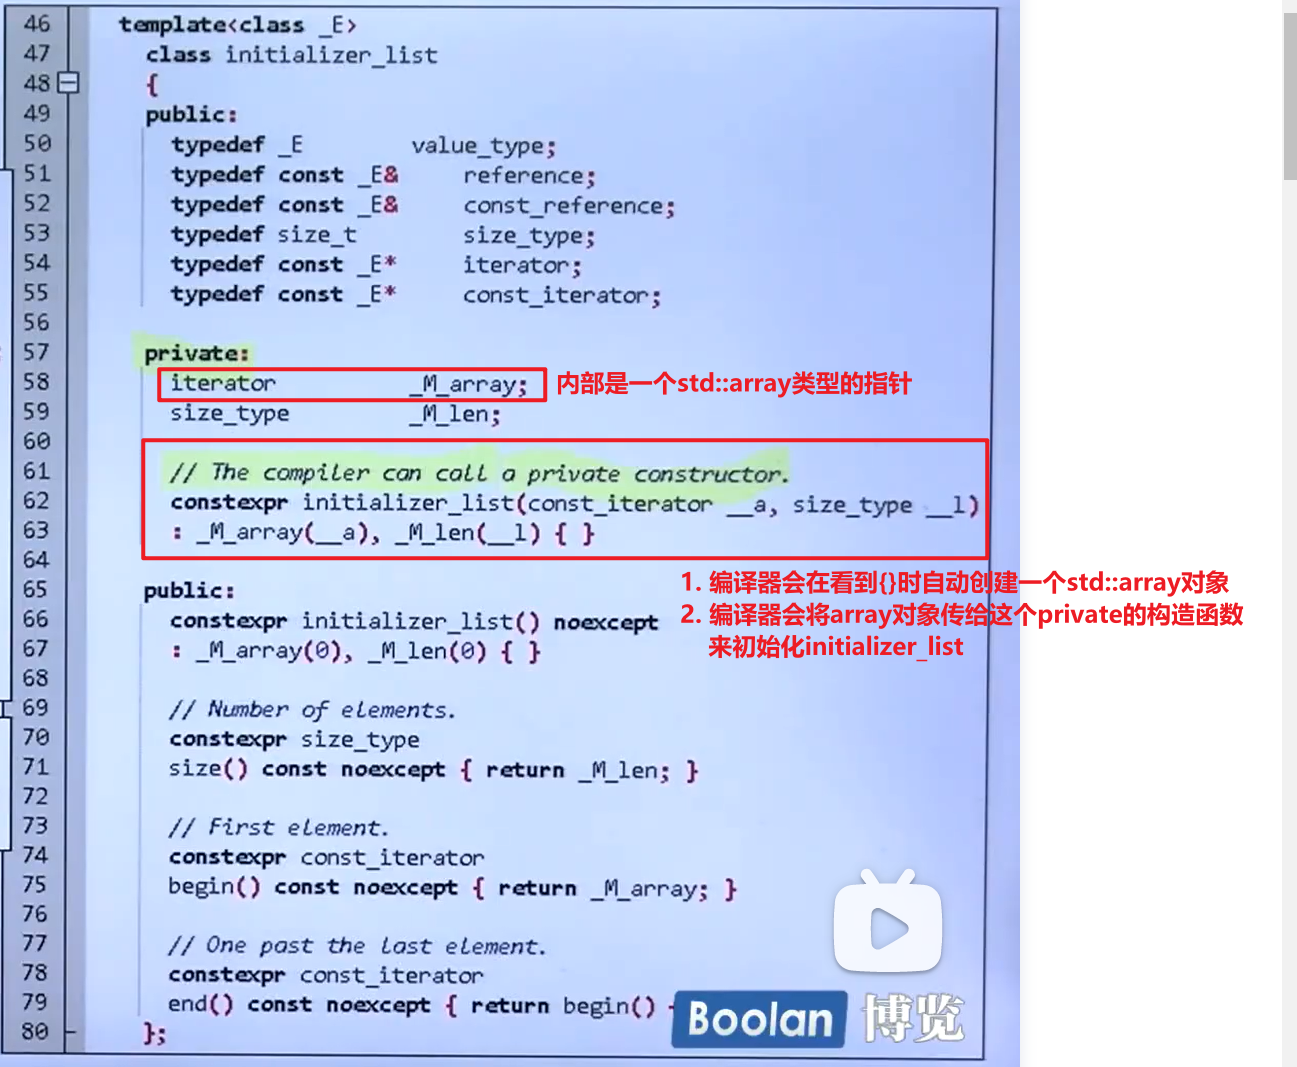 46 template<class _E>
47 class initializer_list
48 {
49 public:
50 typedef _E value_type;
51 typedef const _E& reference;
52 typedef const _E& const_reference;
53 typedef size_t size_type;
54 typedef const _E* iterator;
55 typedef const _E* const_iterator;
56
57 private:
58 iterator _M_array; 内部是一个std::array类型的指针
59 size_type _M_len;
60
61 // The compiler can call a private constructor.
62 constexpr initializer_list(const_iterator __a, size_type __l)
63 : _M_array(__a), _M_len(__l) { }
64
1. 编译器会在看到{}时自动创建一个std::array对象
65 public:
2. 编译器会将array对象传给这个private的构造函数
来初始化initializer_list
66 constexpr initializer_list() noexcept
67 : _M_array(0), _M_len(0) { }
68
69 // Number of elements.
70 constexpr size_type
71 size() const noexcept { return _M_len; }
72
73 // First element.
74 constexpr const_iterator
75 begin() const noexcept { return _M_array; }
76
77 // One past the last element.
78 constexpr const_iterator
79 end() const noexcept { return begin()
80 };
Boolan 博览